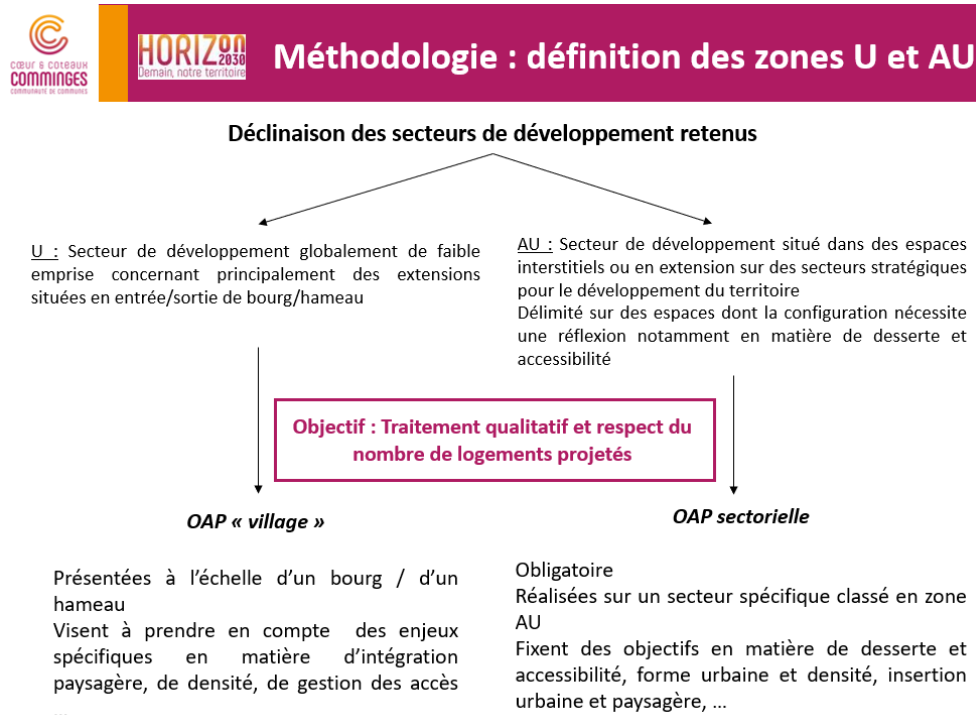 cœur & coteaux
COMMINGES
COMMUNAUTÉ DE COMMUNES
HORIZON
2030
Demain, notre territoire
Méthodologie : définition des zones U et AU
Déclinaison des secteurs de développement retenus
U : Secteur de développement globalement de faible
emprise concernant principalement des extensions
situées en entrée/sortie de bourg/hameau
AU : Secteur de développement situé dans des espaces
interstitiels ou en extension sur des secteurs stratégiques
pour le développement du territoire
Délimité sur des espaces dont la configuration nécessite
une réflexion notamment en matière de desserte et
accessibilité
Objectif : Traitement qualitatif et respect du
nombre de logements projetés
OAP « village »
Présentées à l’échelle d’un bourg / d’un
hameau
Visent à prendre en compte des enjeux
spécifiques en matière d’intégration
paysagère, de densité, de gestion des accès
...
OAP sectorielle
Obligatoire
Réalisées sur un secteur spécifique classé en zone
AU
Fixent des objectifs en matière de desserte et
accessibilité, forme urbaine et densité, insertion
urbaine et paysagère, ...